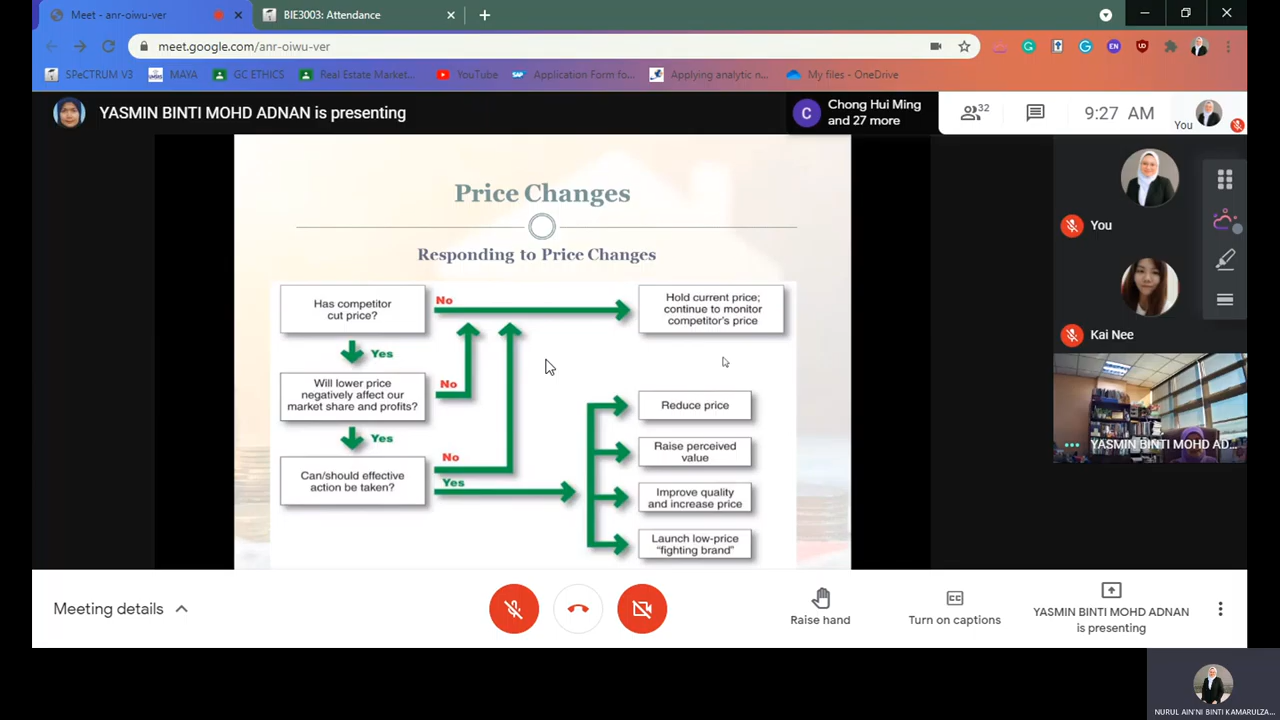 Meet - anr-oiwu-ver
BIE3003: Attendance
meet.google.com/anr-oiwu-ver
SPeCTRUM V3
MAYA
GC ETHICS
Real Estate Market...
YouTube
Application Form fo...
Applying analytic n...
My files - OneDrive
YASMIN BINTI MOHD ADNAN is presenting
C
Chong Hui Ming
and 27 more
32
9:27 AM
You
Price Changes
Responding to Price Changes
Has competitor
cut price?
No
Hold current price;
continue to monitor
competitor's price
Yes
Will lower price
negatively affect our
market share and profits?
No
Yes
Can/should effective
action be taken?
No
Yes
Reduce price
Raise perceived
value
Improve quality
and increase price
Launch low-price
"fighting brand"
You
Kai Nee
YASMIN BINTI MOHD AD...
Meeting details
Raise hand
CC
Turn on captions
YASMIN BINTI MOHD ADNAN
is presenting
NURUL AIN'NI BINTI KAMARULZA...